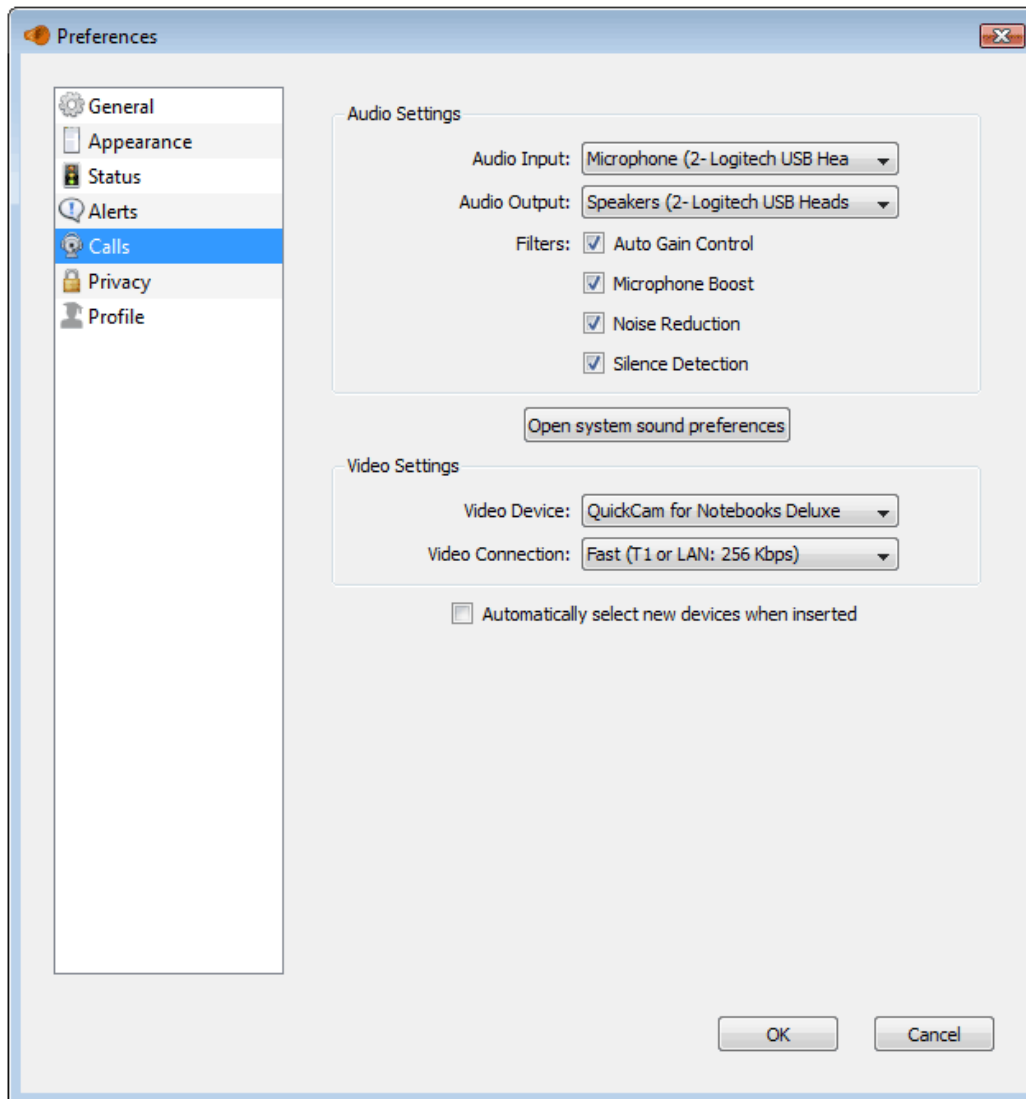 Preferences
General
Appearance
Status
Alerts
Calls
Privacy
Profile
Audio Settings
Audio Input: Microphone (2- Logitech USB Hea
Audio Output: Speakers (2- Logitech USB Heads
Filters: Auto Gain Control
Microphone Boost
Noise Reduction
Silence Detection
Open system sound preferences
Video Settings
Video Device: QuickCam for Notebooks Deluxe
Video Connection: Fast (T1 or LAN: 256 Kbps)
Automatically select new devices when inserted
OK Cancel